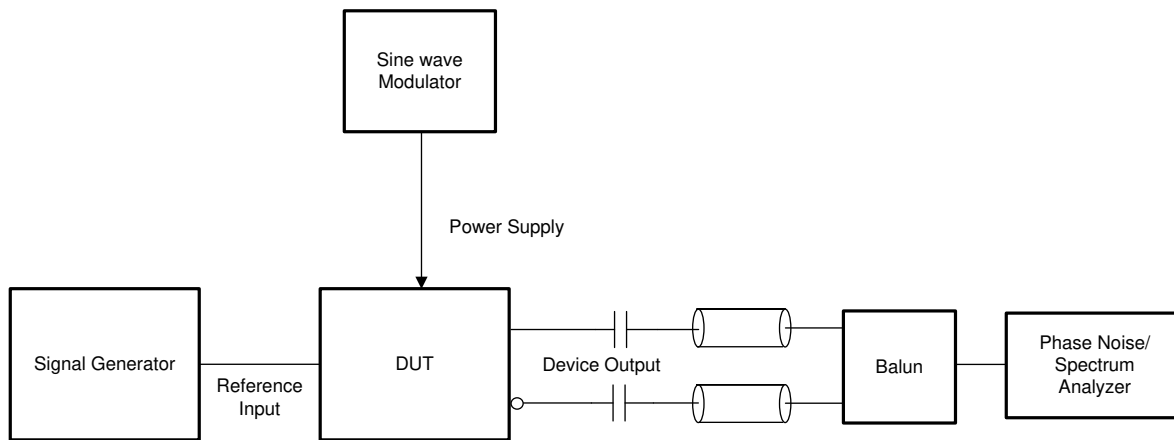 Sine wave
Modulator
Power Supply
Signal Generator
Reference
Input
DUT
Device Output
Balun
Phase Noise/
Spectrum
Analyzer